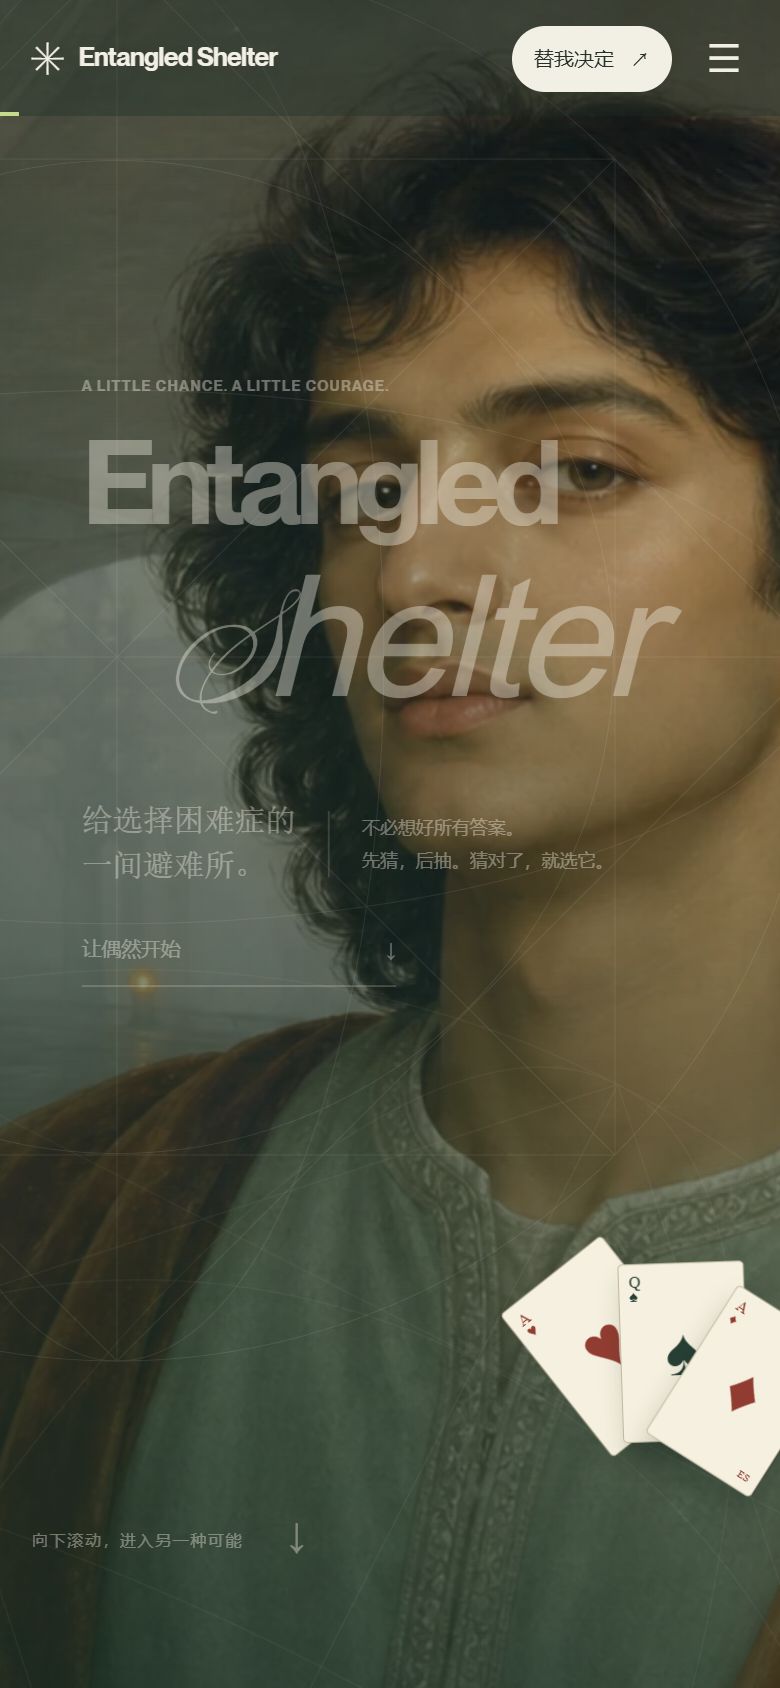 Entangled Shelter
替我决定 ↗
A LITTLE CHANCE. A LITTLE COURAGE.
Entangled
Shelter
给选择困难症的
一间避难所。
不必想好所有答案。
先猜，后抽。猜对了，就选它。
让偶然开始 ↓
A
Q
A
ES
向下滚动，进入另一种可能 ↓